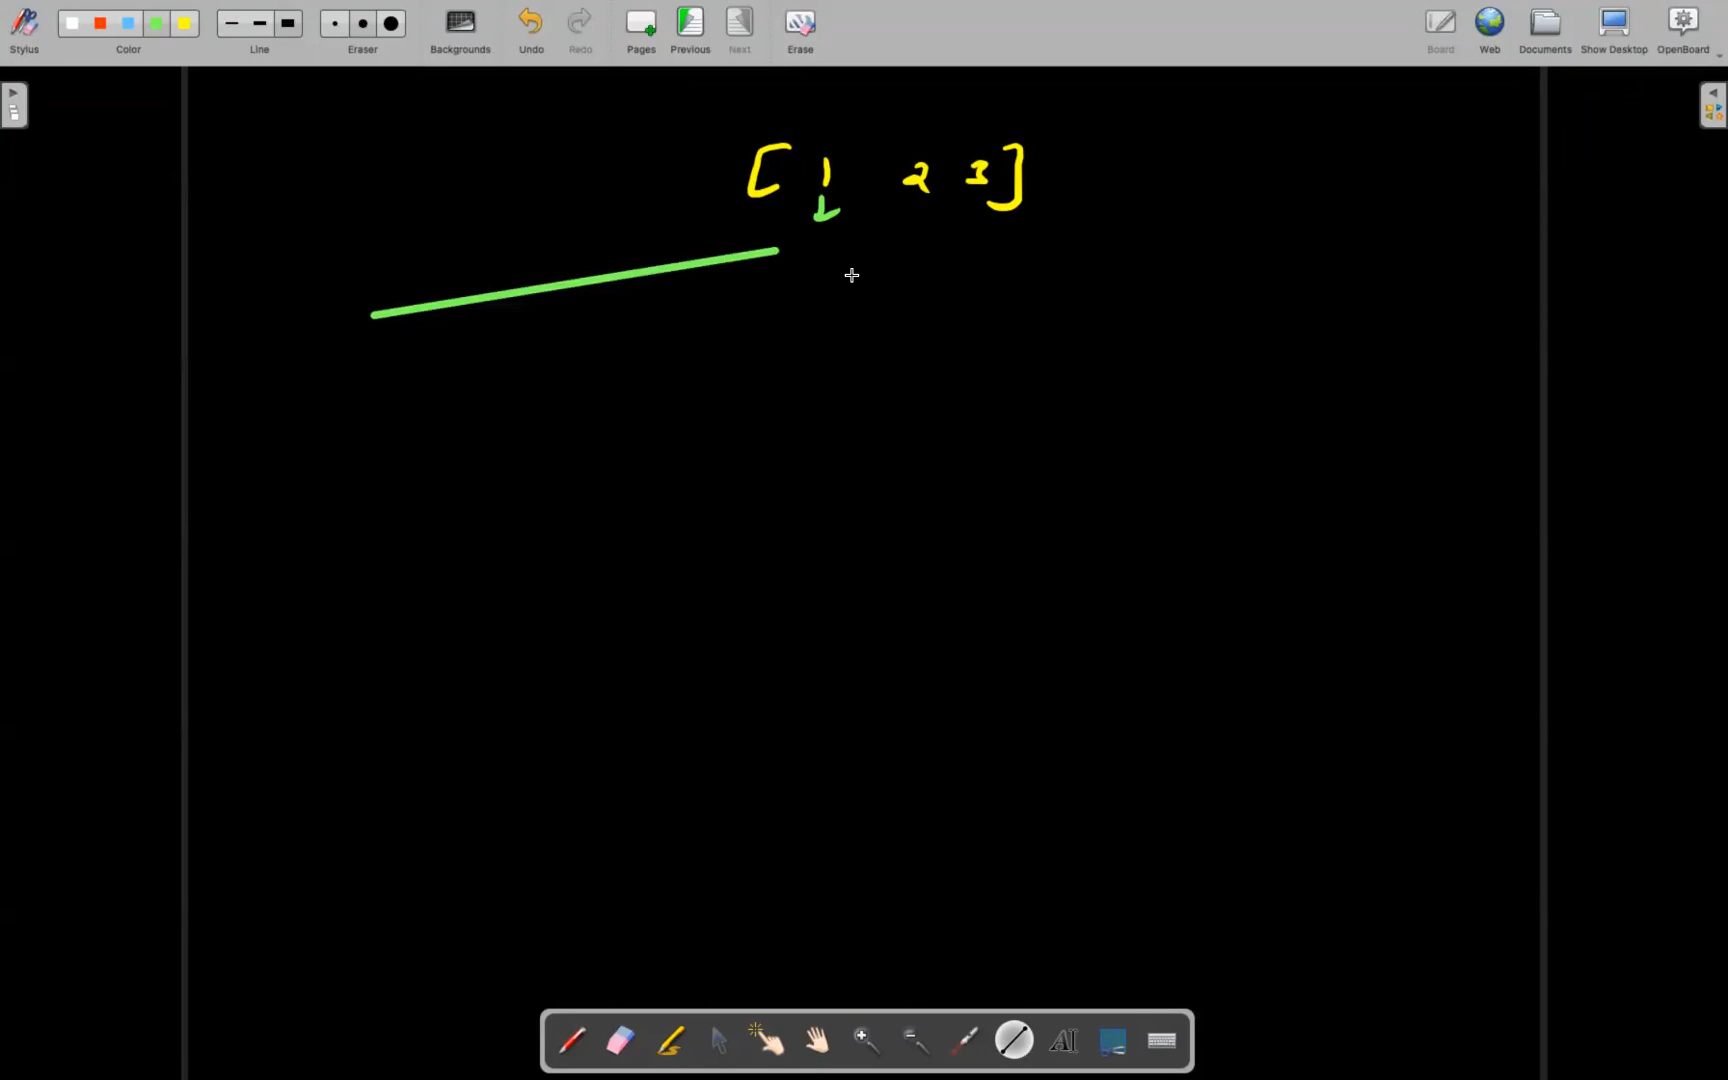 Stylus Color Line Eraser Backgrounds Undo Redo Pages Previous Next Erase Board Web Documents Show Desktop OpenBoard
[ 1 2 3 ]
AI